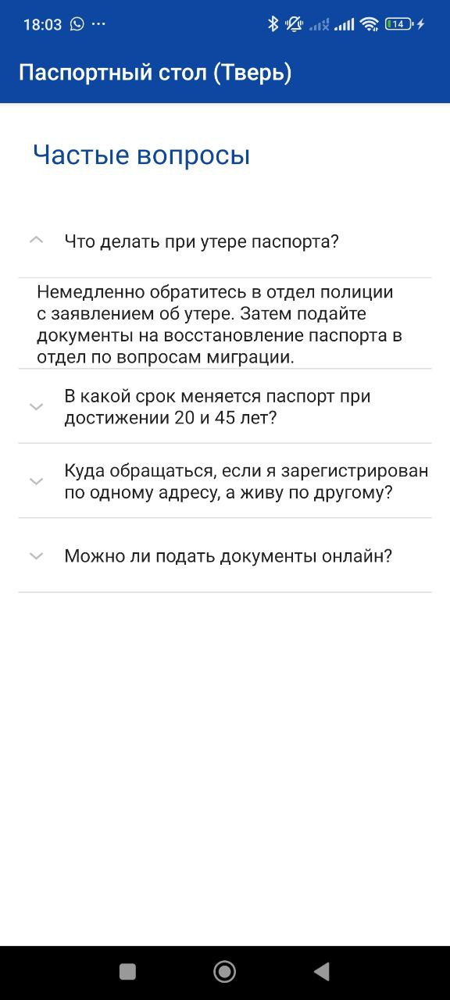 18:03
14
Паспортный стол (Тверь)
Частые вопросы
Что делать при утере паспорта?
Немедленно обратитесь в отдел полиции
с заявлением об утере. Затем подайте
документы на восстановление паспорта в
отдел по вопросам миграции.
В какой срок меняется паспорт при
достижении 20 и 45 лет?
Куда обращаться, если я зарегистрирован
по одному адресу, а живу по другому?
Можно ли подать документы онлайн?